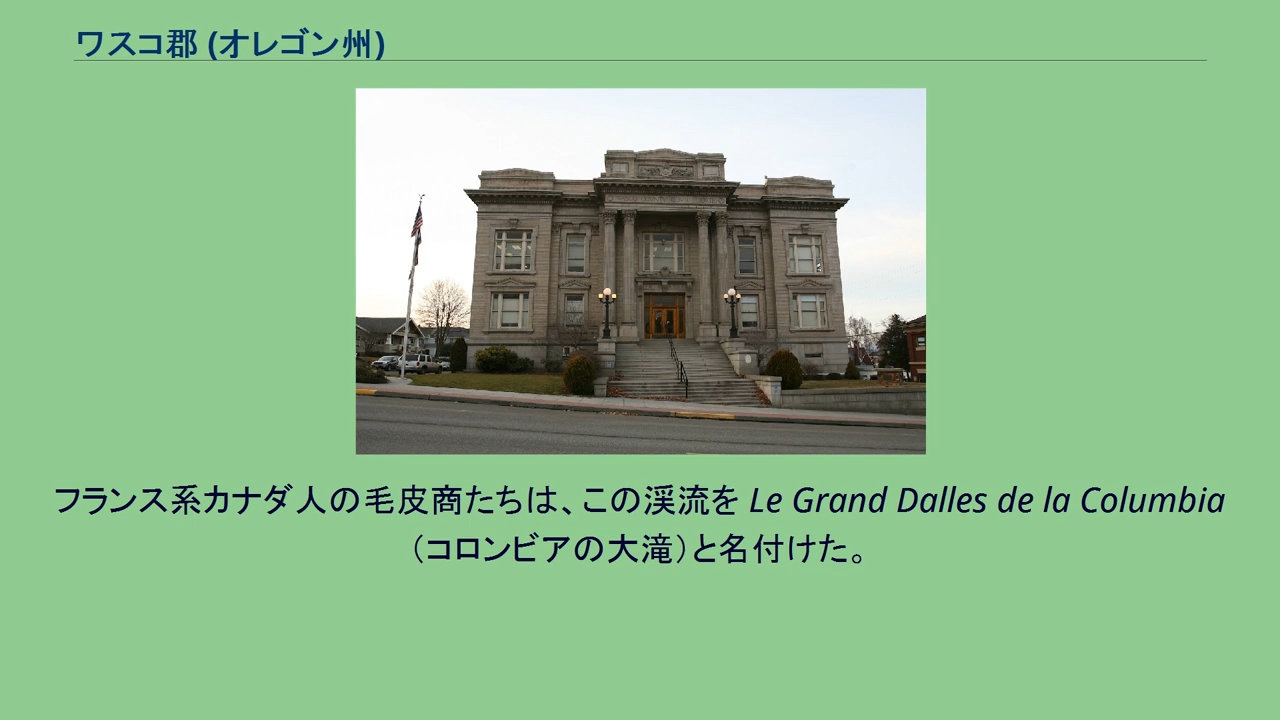 ワスコ郡 (オレゴン州)
フランス系カナダ人の毛皮商たちは、この渓流を Le Grand Dalles de la Columbia
（コロンビアの大滝）と名付けた。